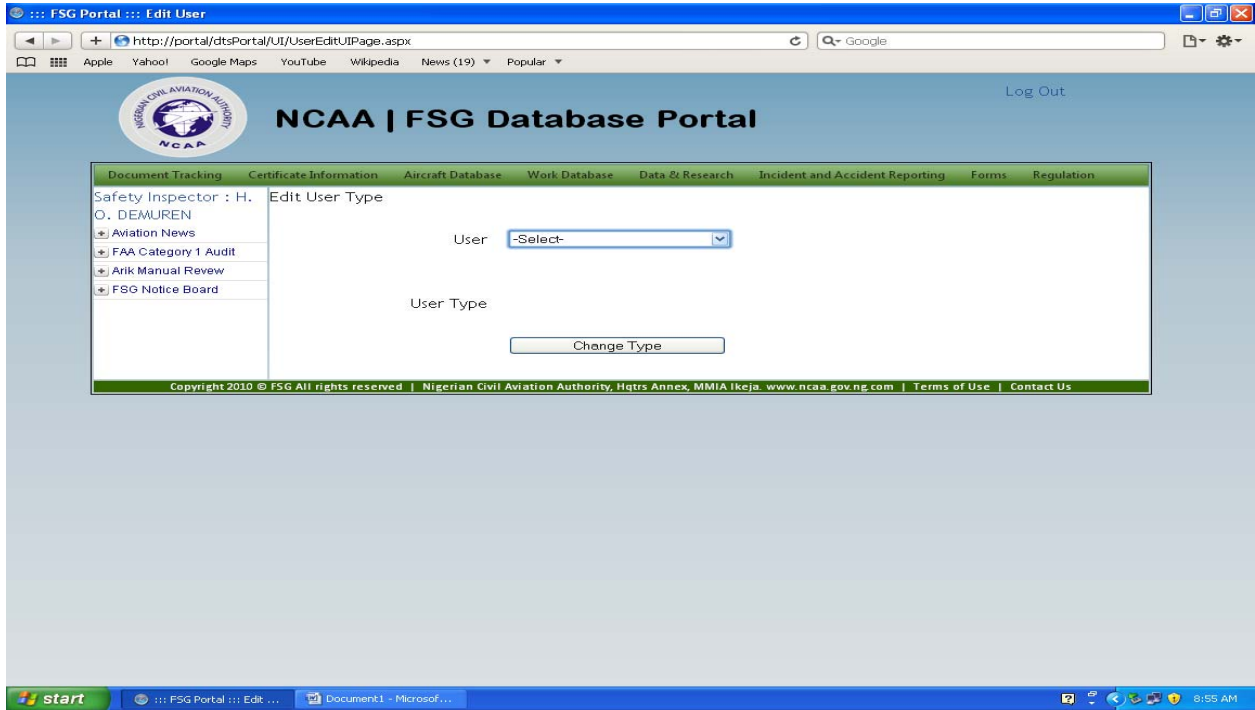 ::: FSG Portal ::: Edit User
http://portal/dtsPortal/UI/UserEditUIPage.aspx
Google
Apple Yahoo! Google Maps YouTube Wikipedia News (19) Popular
Log Out
NIGERIAN CIVIL AVIATION AUTHORITY
NCAA
NCAA | FSG Database Portal
Document Tracking Certificate Information Aircraft Database Work Database Data & Research Incident and Accident Reporting Forms Regulation
Safety Inspector : H.
O. DEMUREN
Aviation News
FAA Category 1 Audit
Arik Manual Revew
FSG Notice Board
Edit User Type
User -Select-
User Type
Change Type
Copyright 2010 © FSG All rights reserved | Nigerian Civil Aviation Authority, Hqtrs Annex, MMIA Ikeja. www.ncaa.gov.ng.com | Terms of Use | Contact Us
start ::: FSG Portal ::: Edit ... Document1 - Microsof... 8:55 AM